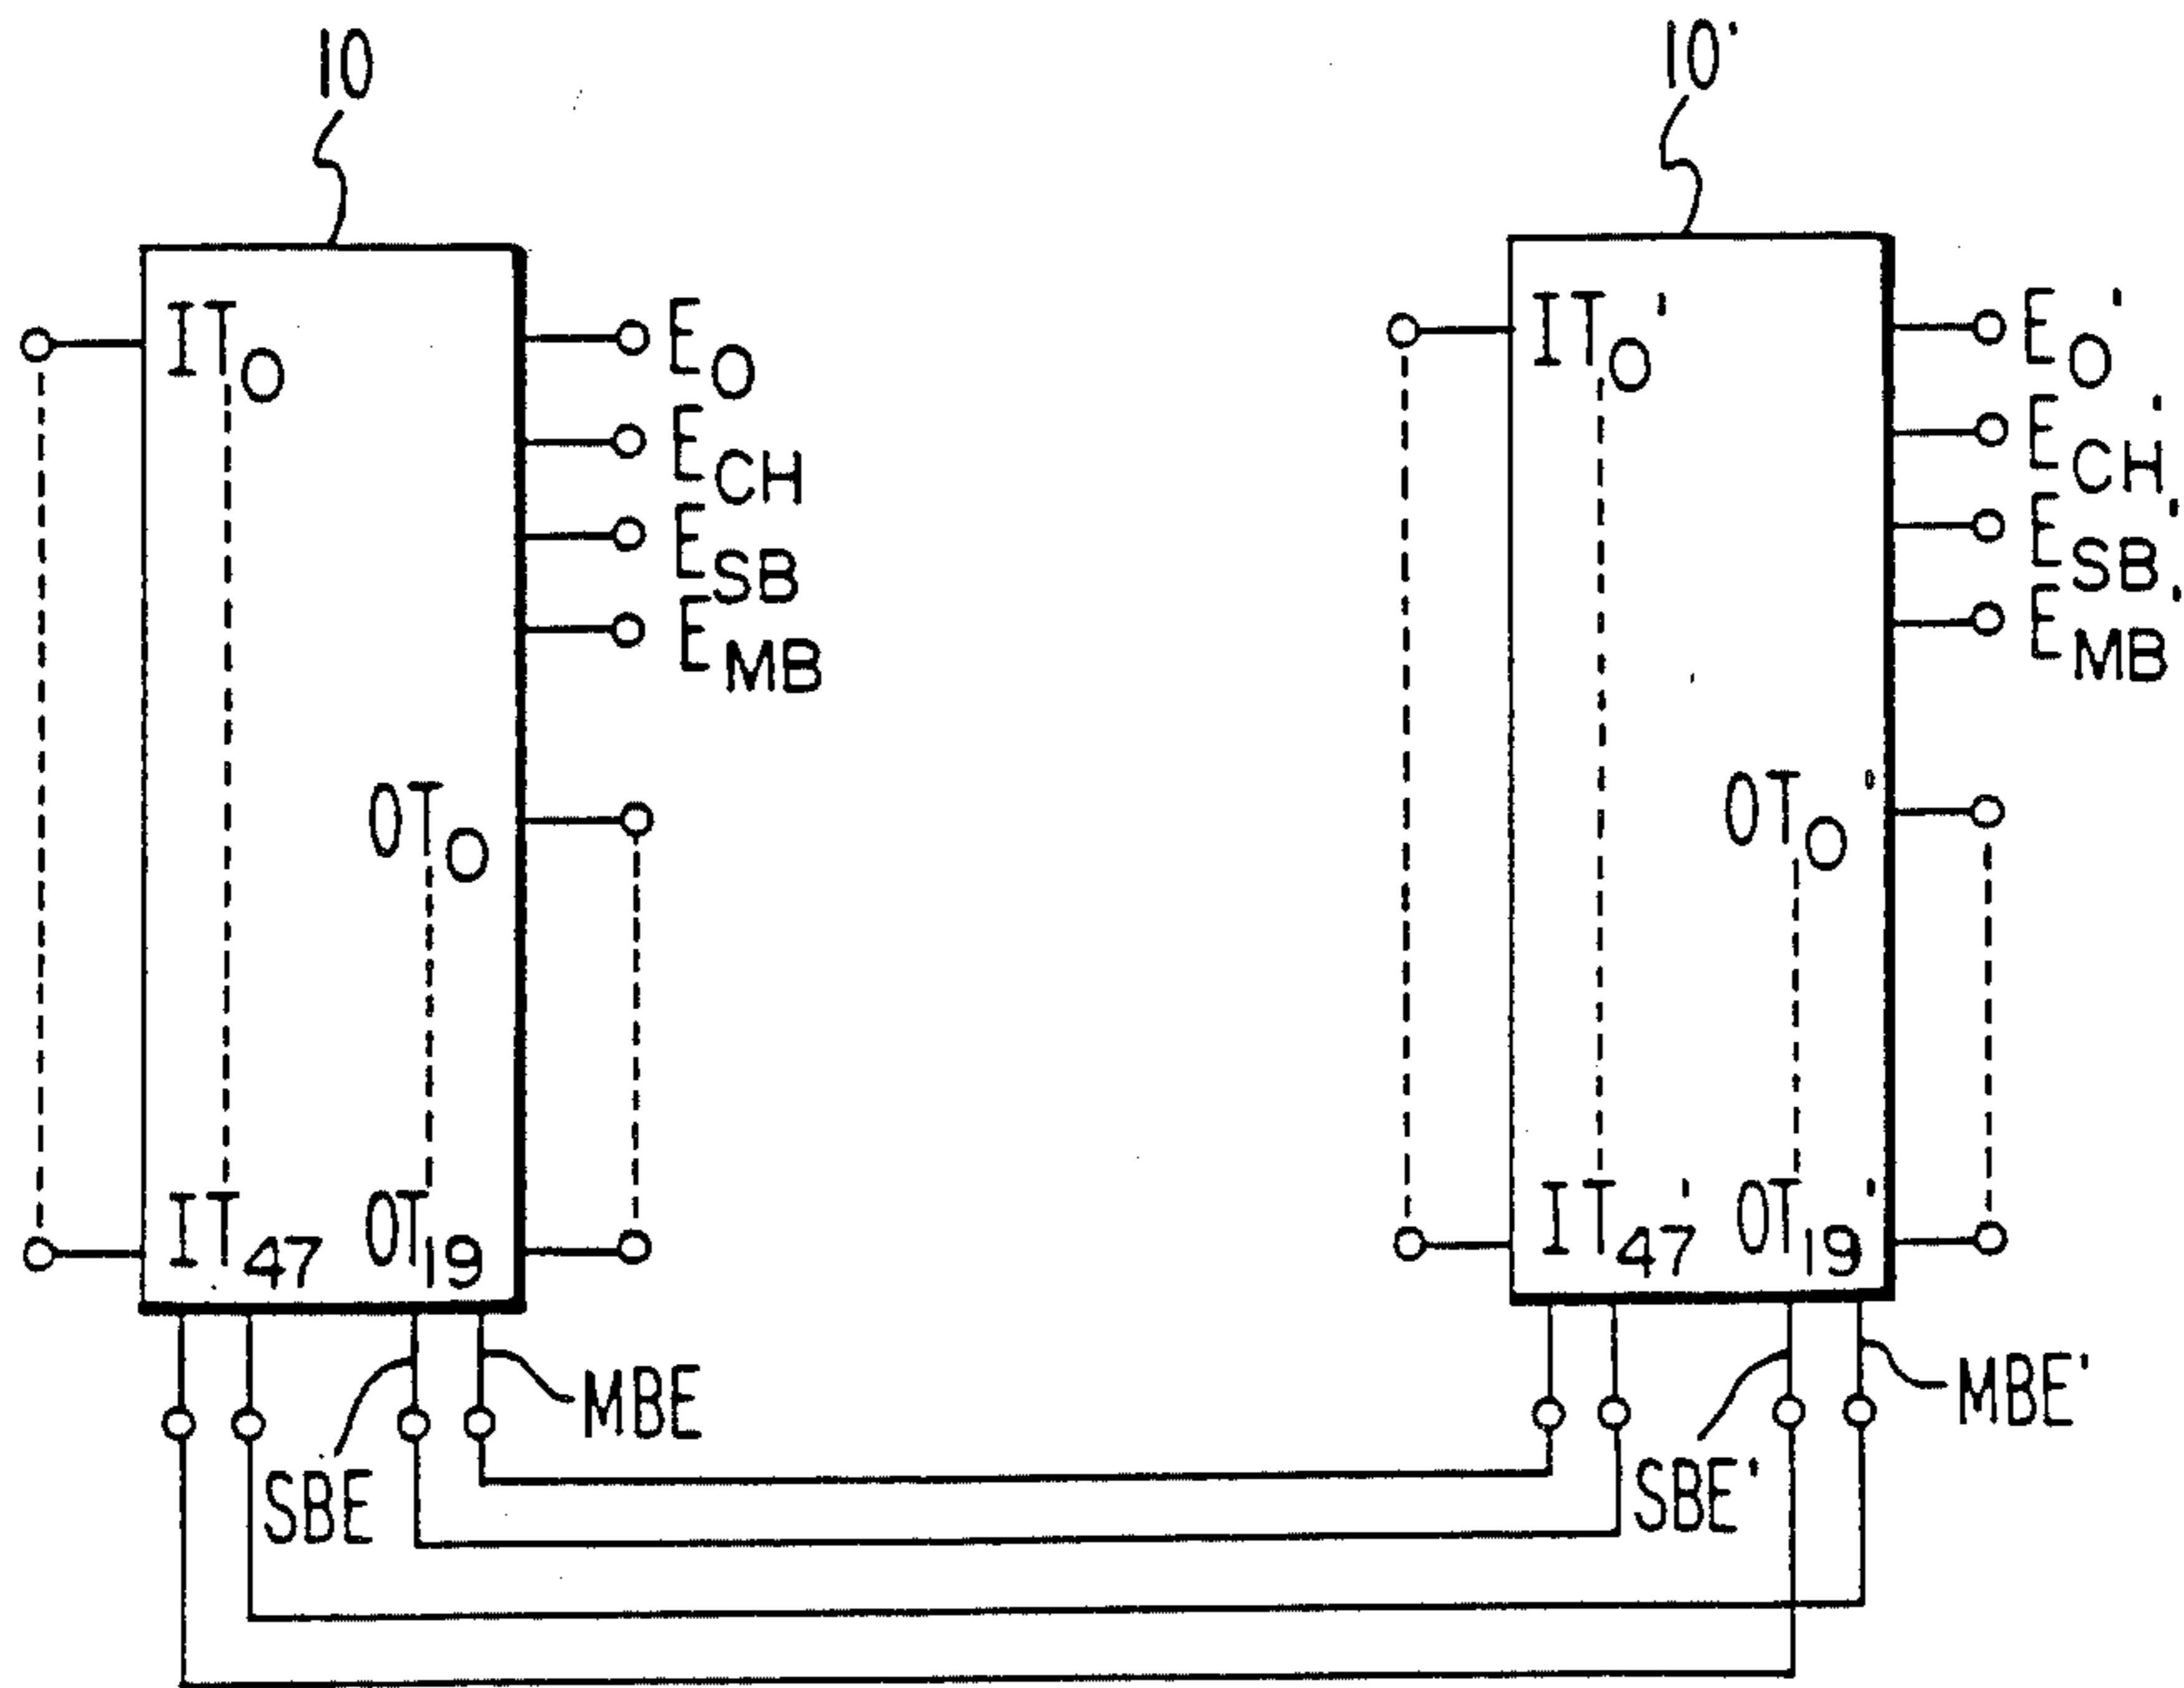 10
IT0
E0
ECH
ESB
EMB
OT0
IT47
OT19
SBE
MBE
10'
IT0'
E0'
ECH'
ESB'
EMB'
OT0'
IT47'
OT19'
SBE'
MBE'